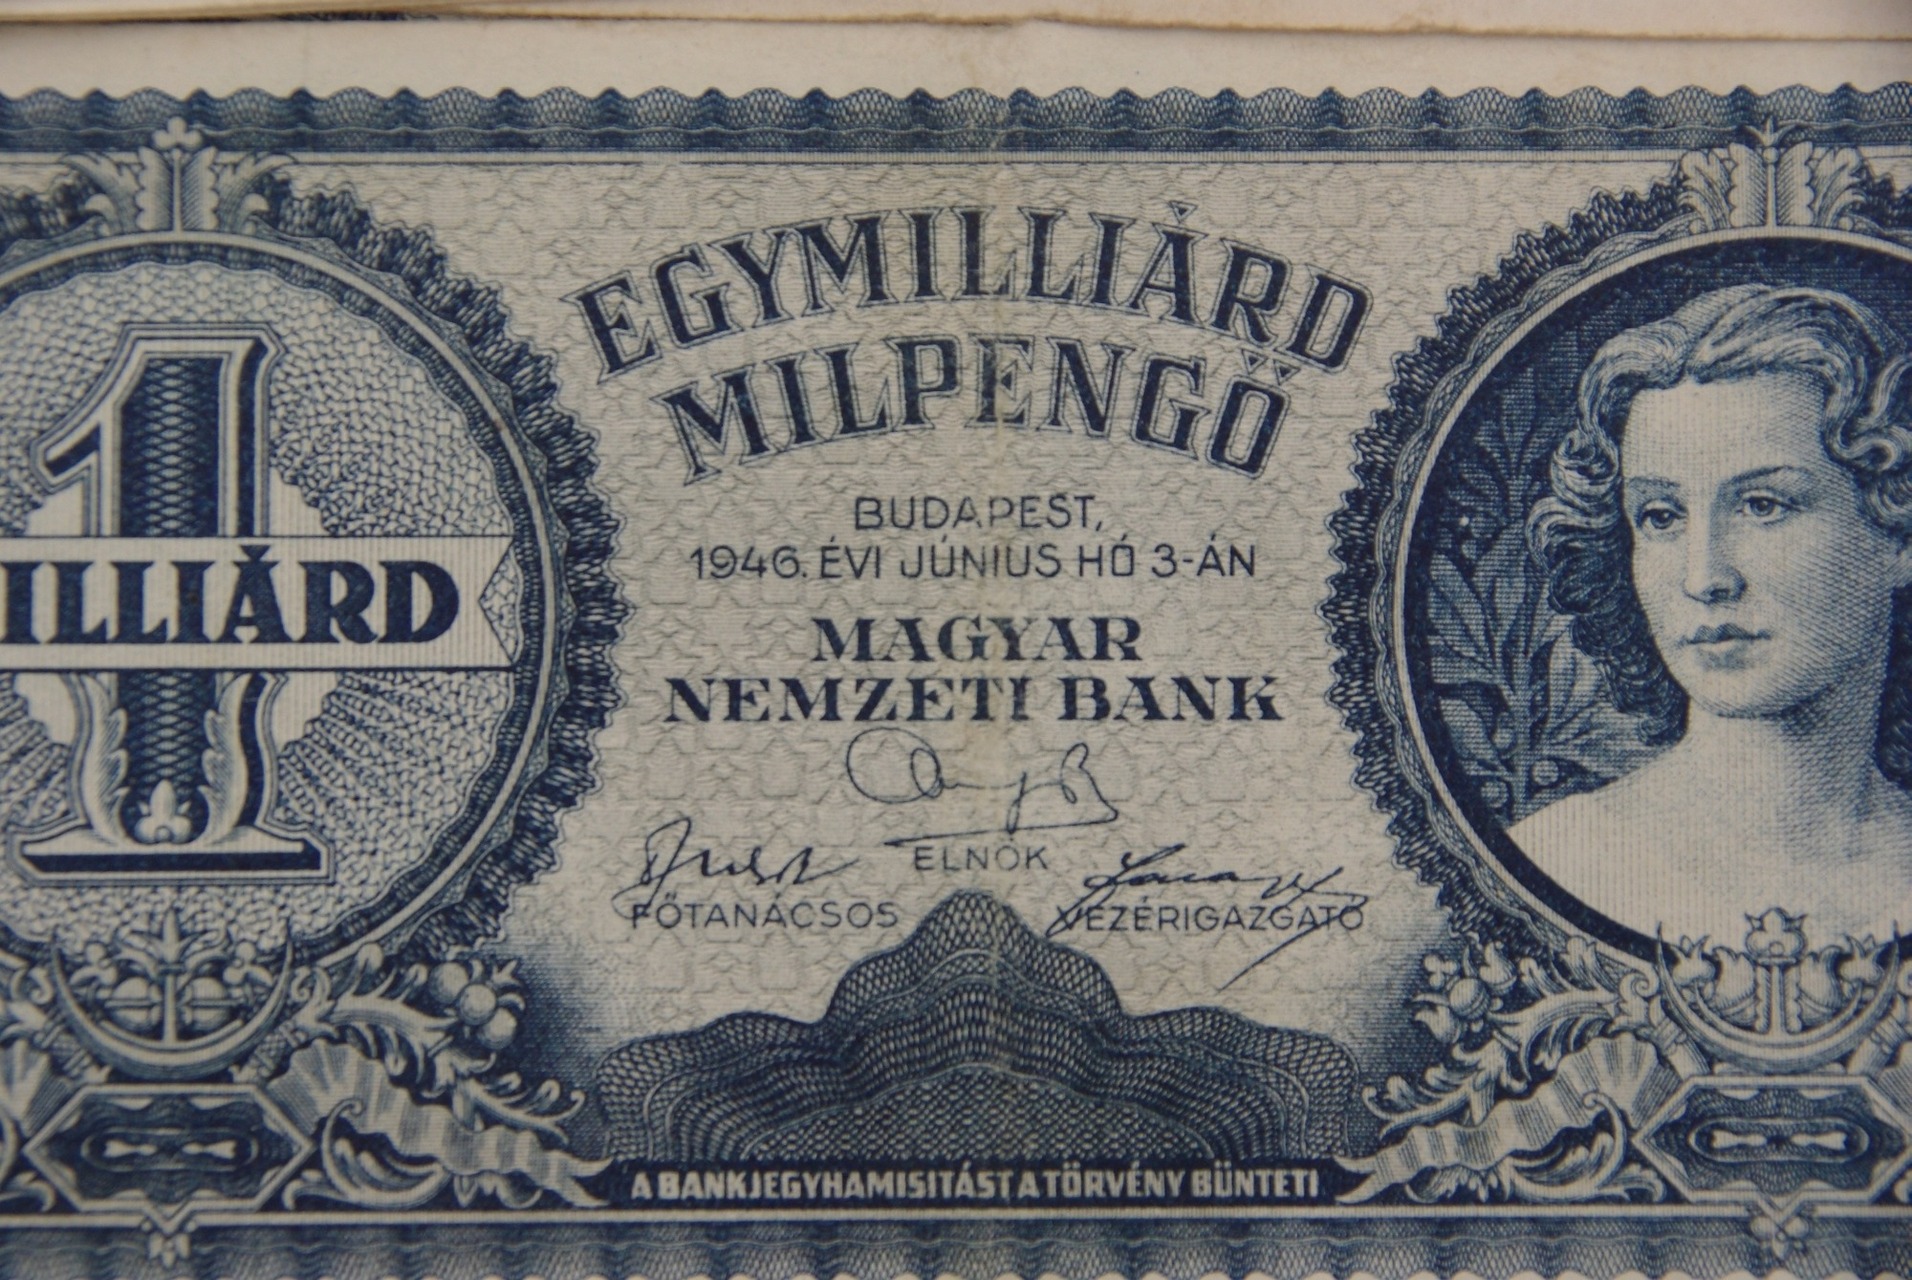 EGYMILLIÁRD
MILPENGŐ
BUDAPEST,
1946. ÉVI JÚNIUS HÓ 3-ÁN
MAGYAR
NEMZETI BANK
1
ILLIÁRD
ELNÖK
FŐTANÁCSOS
VEZÉRIGAZGATÓ
A BANKJEGYHAMISITÁST A TÖRVÉNY BÜNTETI